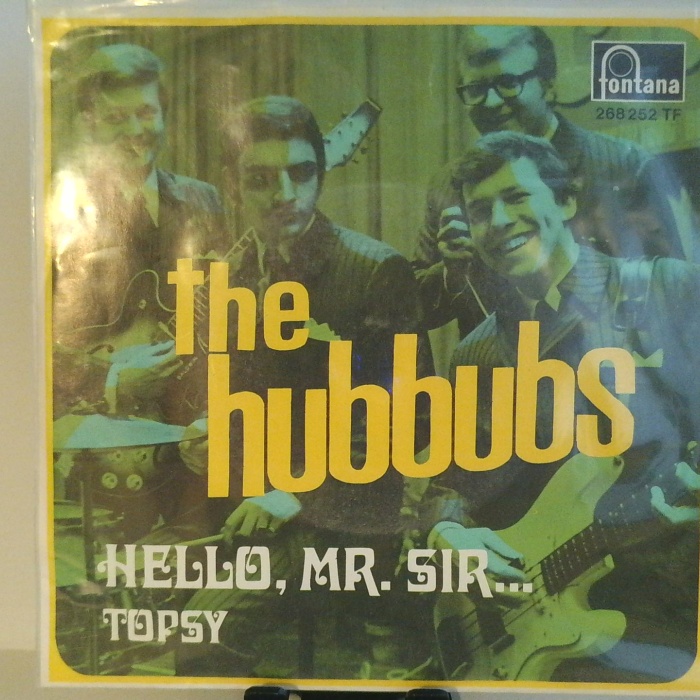 fontana
268 252 TF
the
hubbubs
HELLO, MR. SIR...
TOPSY